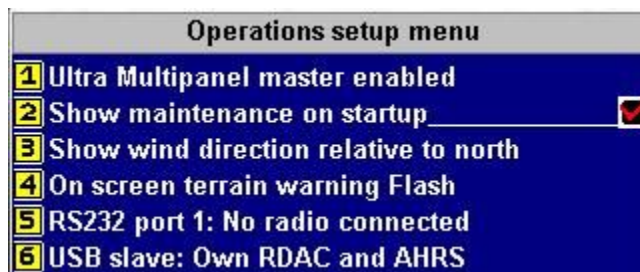 Operations setup menu
1 Ultra Multipanel master enabled
2 Show maintenance on startup
3 Show wind direction relative to north
4 On screen terrain warning Flash
5 RS232 port 1: No radio connected
6 USB slave: Own RDAC and AHRS